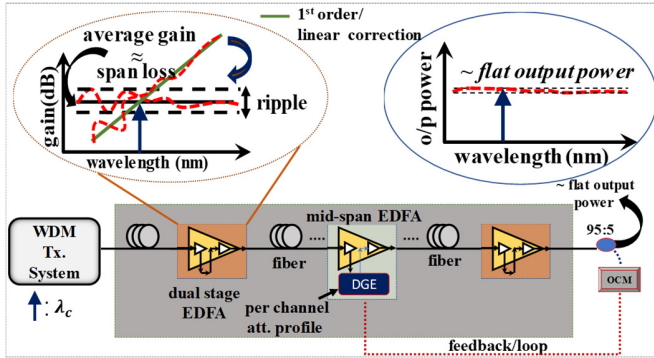 1st order/
linear correction
average gain
≈
span loss
gain(dB)
ripple
wavelength (nm)
o/p power
~ flat output power
wavelength (nm)
WDM
Tx.
System
: λc
fiber
dual stage
EDFA
mid-span EDFA
....
....
fiber
DGE
per channel
att. profile
~ flat output
power
95:5
OCM
feedback/loop